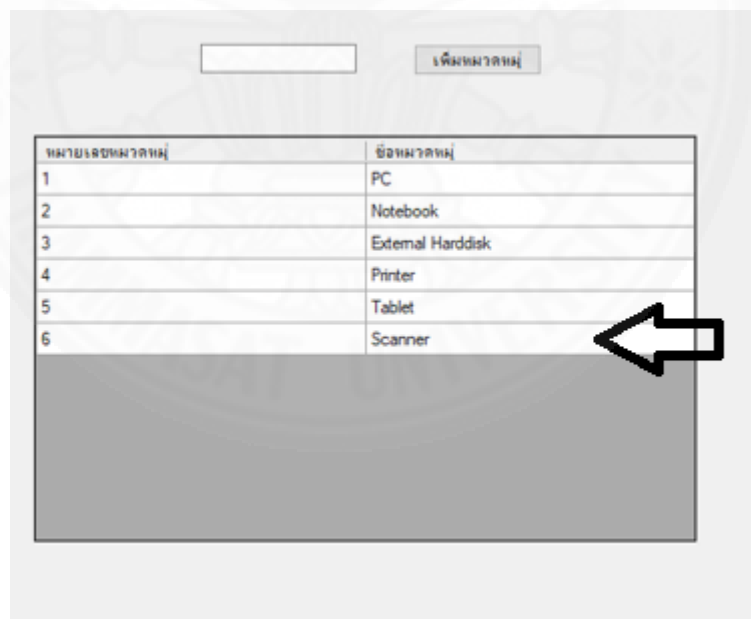 เพิ่มหมวดหมู่
หมายเลขหมวดหมู่ ชื่อหมวดหมู่
1 PC
2 Notebook
3 External Harddisk
4 Printer
5 Tablet
6 Scanner